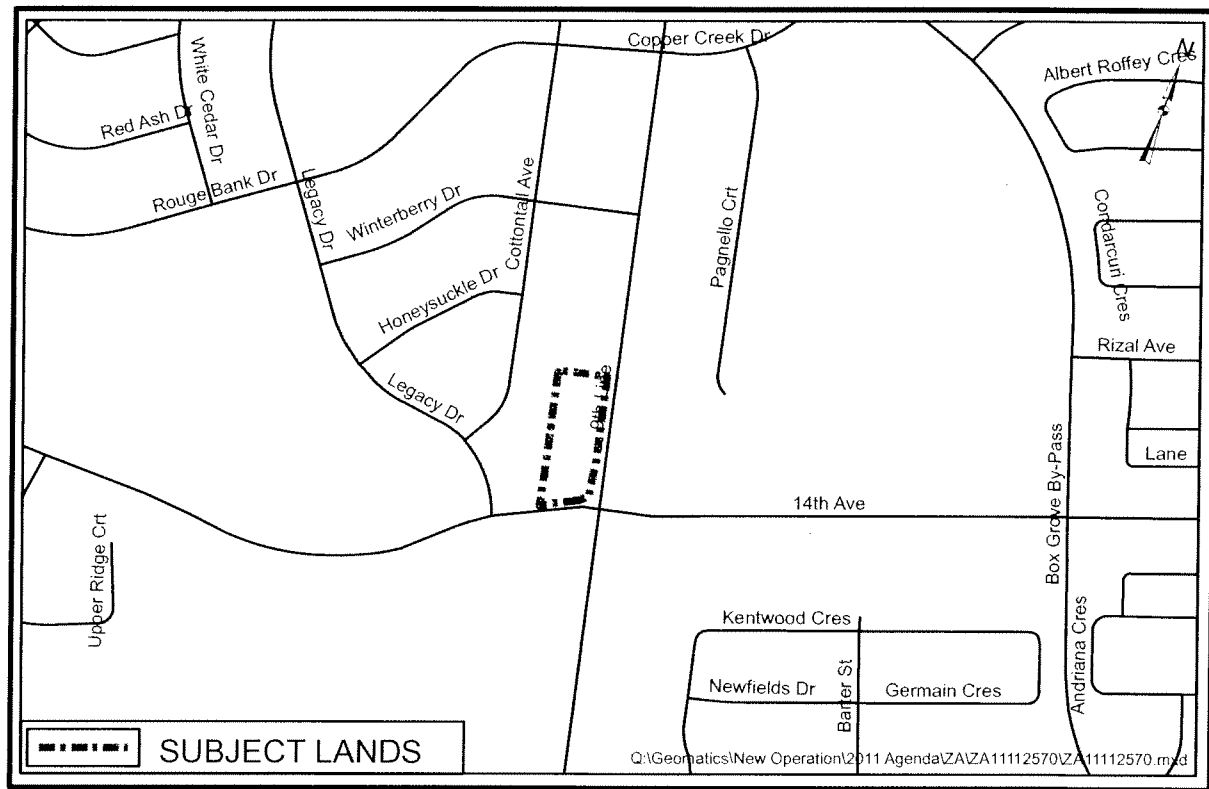 Copper Creek Dr
N
Albert Roffey Cres
White Cedar Dr
Red Ash Dr
Rouge Bank Dr
Legacy Dr
Winterberry Dr
Cottontail Ave
Pagnello Crt
Condarcuri Cres
Honeysuckle Dr
Rizal Ave
Legacy Dr
9th Line
Lane
Box Grove By-Pass
14th Ave
Upper Ridge Crt
Kentwood Cres
Andriana Cres
Newfields Dr
Barter St
Germain Cres
SUBJECT LANDS
Q:\Geomatics\New Operation\2011 Agenda\ZA\ZA11112570\ZA11112570.mxd